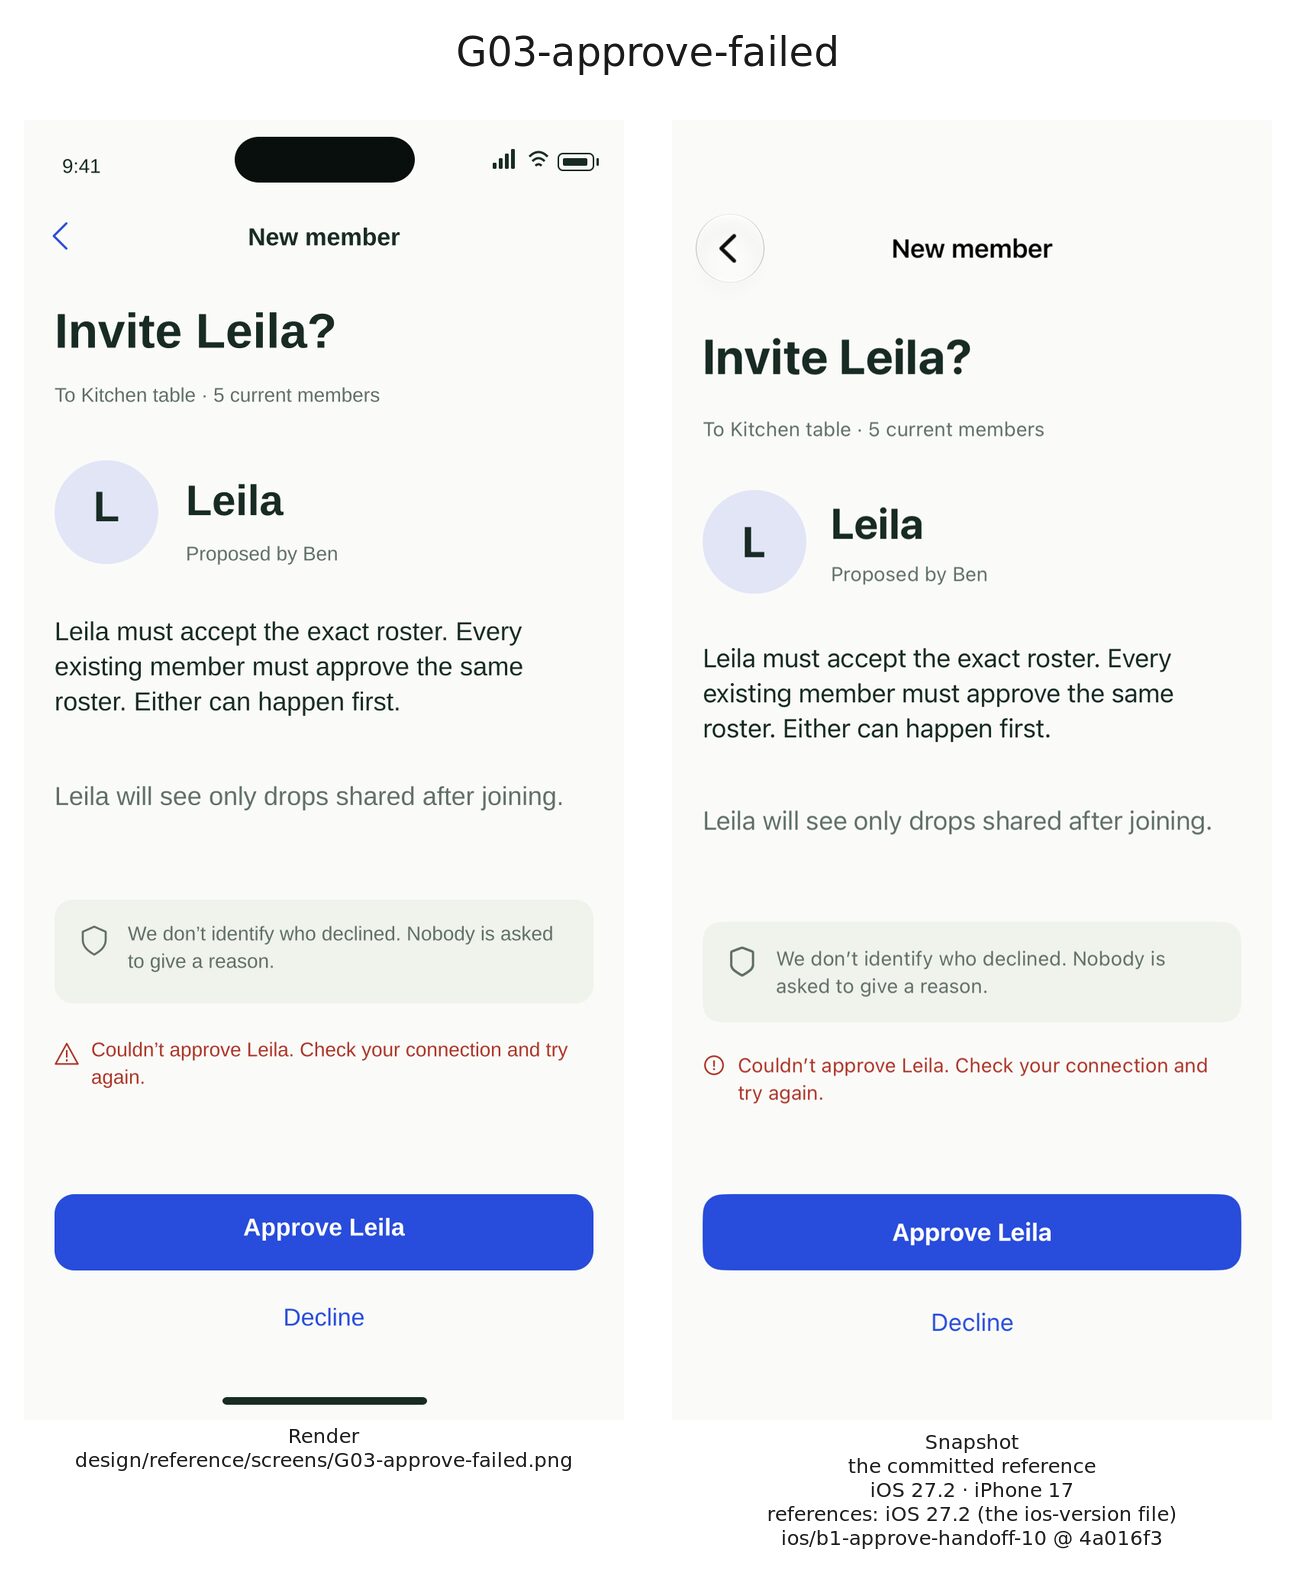 G03-approve-failed
9:41
New member
Invite Leila?
To Kitchen table · 5 current members
L
Leila
Proposed by Ben
Leila must accept the exact roster. Every
existing member must approve the same
roster. Either can happen first.
Leila will see only drops shared after joining.
We don’t identify who declined. Nobody is asked
to give a reason.
Couldn’t approve Leila. Check your connection and try
again.
Approve Leila
Decline
Render
design/reference/screens/G03-approve-failed.png
New member
Invite Leila?
To Kitchen table · 5 current members
L
Leila
Proposed by Ben
Leila must accept the exact roster. Every
existing member must approve the same
roster. Either can happen first.
Leila will see only drops shared after joining.
We don’t identify who declined. Nobody is
asked to give a reason.
Couldn’t approve Leila. Check your connection and
try again.
Approve Leila
Decline
Snapshot
the committed reference
iOS 27.2 · iPhone 17
references: iOS 27.2 (the ios-version file)
ios/b1-approve-handoff-10 @ 4a016f3